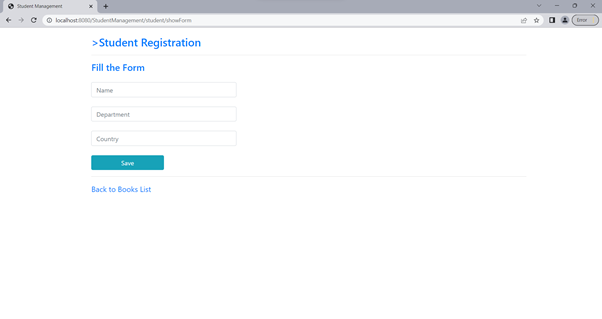 Student Management
localhost:8080/StudentManagement/student/showForm
Error
>Student Registration
Fill the Form
Name
Department
Country
Save
Back to Books List